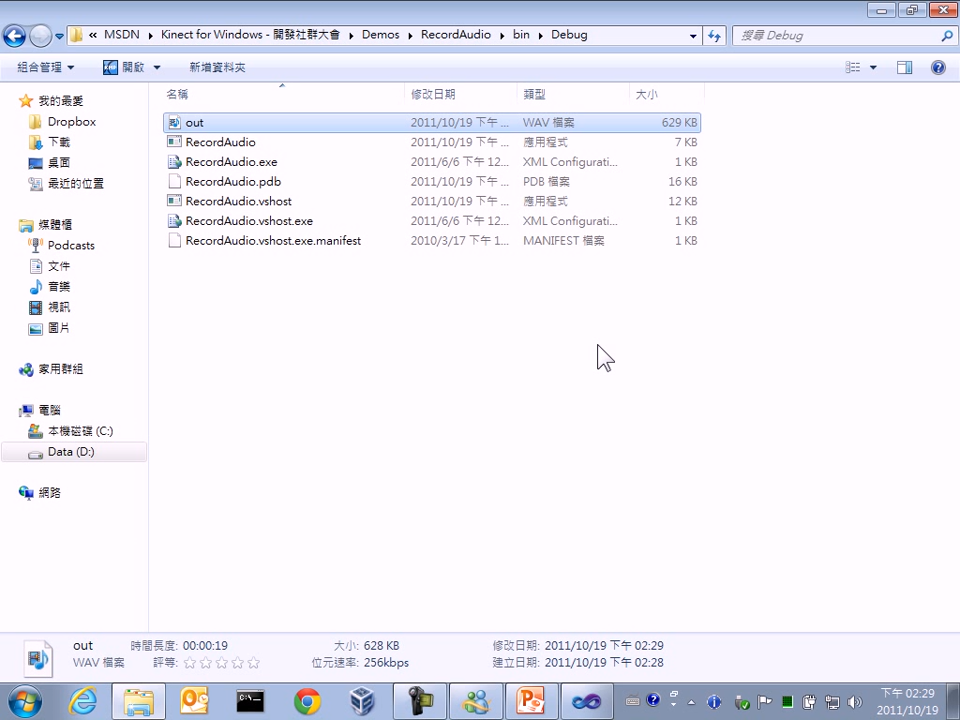 « MSDN ▸ Kinect for Windows - 開發社群大會 ▸ Demos ▸ RecordAudio ▸ bin ▸ Debug
搜尋 Debug
組合管理 開啟 新增資料夾
名稱 修改日期 類型 大小
out 2011/10/19 下午 ... WAV 檔案 629 KB
RecordAudio 2011/10/19 下午 ... 應用程式 7 KB
RecordAudio.exe 2011/6/6 下午 12... XML Configurati... 1 KB
RecordAudio.pdb 2011/10/19 下午 ... PDB 檔案 16 KB
RecordAudio.vshost 2011/10/19 下午 ... 應用程式 12 KB
RecordAudio.vshost.exe 2011/6/6 下午 12... XML Configurati... 1 KB
RecordAudio.vshost.exe.manifest 2010/3/17 下午 1... MANIFEST 檔案 1 KB
我的最愛
Dropbox
下載
桌面
最近的位置
媒體櫃
Podcasts
文件
音樂
視訊
圖片
家用群組
電腦
本機磁碟 (C:)
Data (D:)
網路
out 時間長度: 00:00:19 大小: 628 KB 修改日期: 2011/10/19 下午 02:29
WAV 檔案 評等: 位元速率: 256kbps 建立日期: 2011/10/19 下午 02:28
下午 02:29
2011/10/19